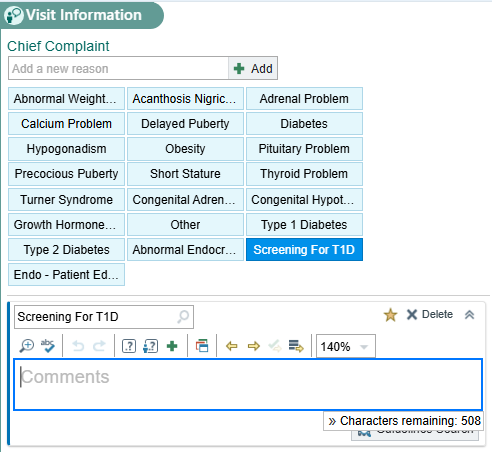 Visit Information
Chief Complaint
Add a new reason Add
Abnormal Weight... Acanthosis Nigric... Adrenal Problem
Calcium Problem Delayed Puberty Diabetes
Hypogonadism Obesity Pituitary Problem
Precocious Puberty Short Stature Thyroid Problem
Turner Syndrome Congenital Adren... Congenital Hypot...
Growth Hormone... Other Type 1 Diabetes
Type 2 Diabetes Abnormal Endocr... Screening For T1D
Endo - Patient Ed...
Screening For T1D Delete
abc 140%
Comments
» Characters remaining: 508
Guidelines Search